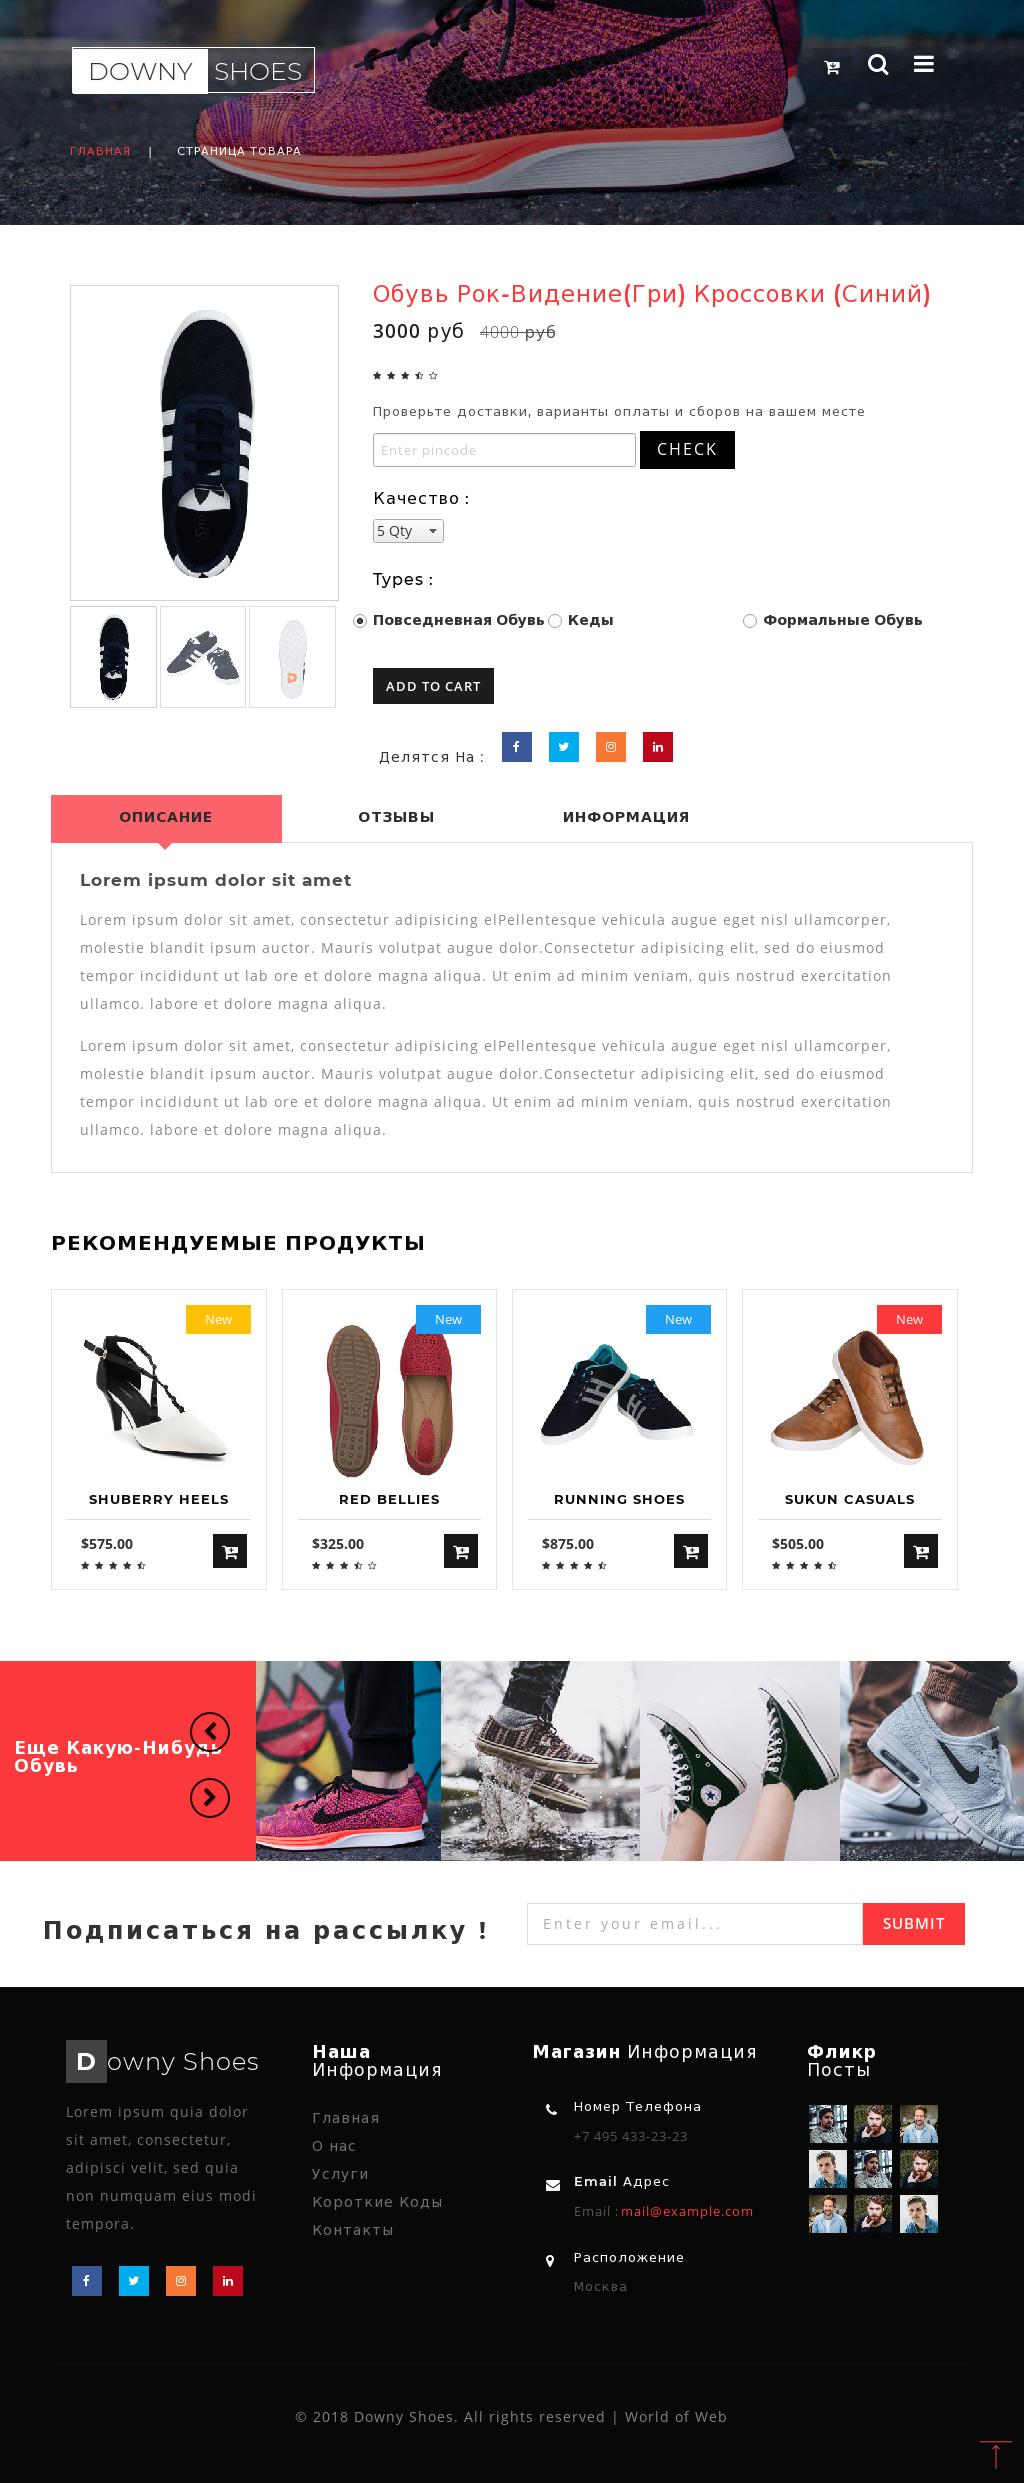 DOWNY SHOES
ГЛАВНАЯ | СТРАНИЦА ТОВАРА
Обувь Рок-Видение(Гри) Кроссовки (Синий)
3000 руб 4000 руб
Проверьте доставки, варианты оплаты и сборов на вашем месте
Enter pincode CHECK
Качество :
5 Qty
Types :
Повседневная Обувь Кеды Формальные Обувь
ADD TO CART
Делятся На :
ОПИСАНИЕ ОТЗЫВЫ ИНФОРМАЦИЯ
Lorem ipsum dolor sit amet
Lorem ipsum dolor sit amet, consectetur adipisicing elPellentesque vehicula augue eget nisl ullamcorper,
molestie blandit ipsum auctor. Mauris volutpat augue dolor.Consectetur adipisicing elit, sed do eiusmod
tempor incididunt ut lab ore et dolore magna aliqua. Ut enim ad minim veniam, quis nostrud exercitation
ullamco. labore et dolore magna aliqua.
Lorem ipsum dolor sit amet, consectetur adipisicing elPellentesque vehicula augue eget nisl ullamcorper,
molestie blandit ipsum auctor. Mauris volutpat augue dolor.Consectetur adipisicing elit, sed do eiusmod
tempor incididunt ut lab ore et dolore magna aliqua. Ut enim ad minim veniam, quis nostrud exercitation
ullamco. labore et dolore magna aliqua.
РЕКОМЕНДУЕМЫЕ ПРОДУКТЫ
New New New New
SHUBERRY HEELS RED BELLIES RUNNING SHOES SUKUN CASUALS
$575.00 $325.00 $875.00 $505.00
Еще Какую-Нибудь
Обувь
Подписаться на рассылку !
Enter your email... SUBMIT
Downy Shoes
Lorem ipsum quia dolor
sit amet, consectetur,
adipisci velit, sed quia
non numquam eius modi
tempora.
Наша
Информация
Главная
О нас
Услуги
Короткие Коды
Контакты
Магазин Информация
Номер Телефона
+7 495 433-23-23
Email Адрес
Email : mail@example.com
Расположение
Москва
Фликр
Посты
© 2018 Downy Shoes. All rights reserved | World of Web